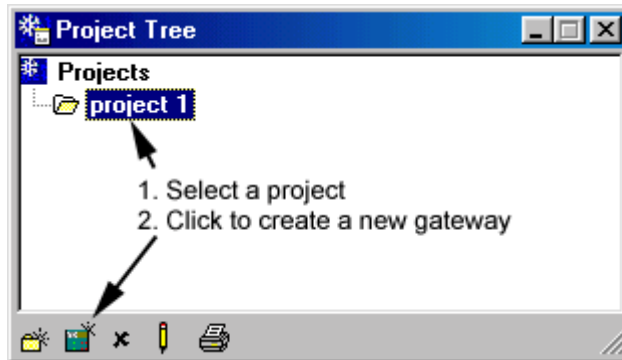 Project Tree
Projects
project 1
1. Select a project
2. Click to create a new gateway